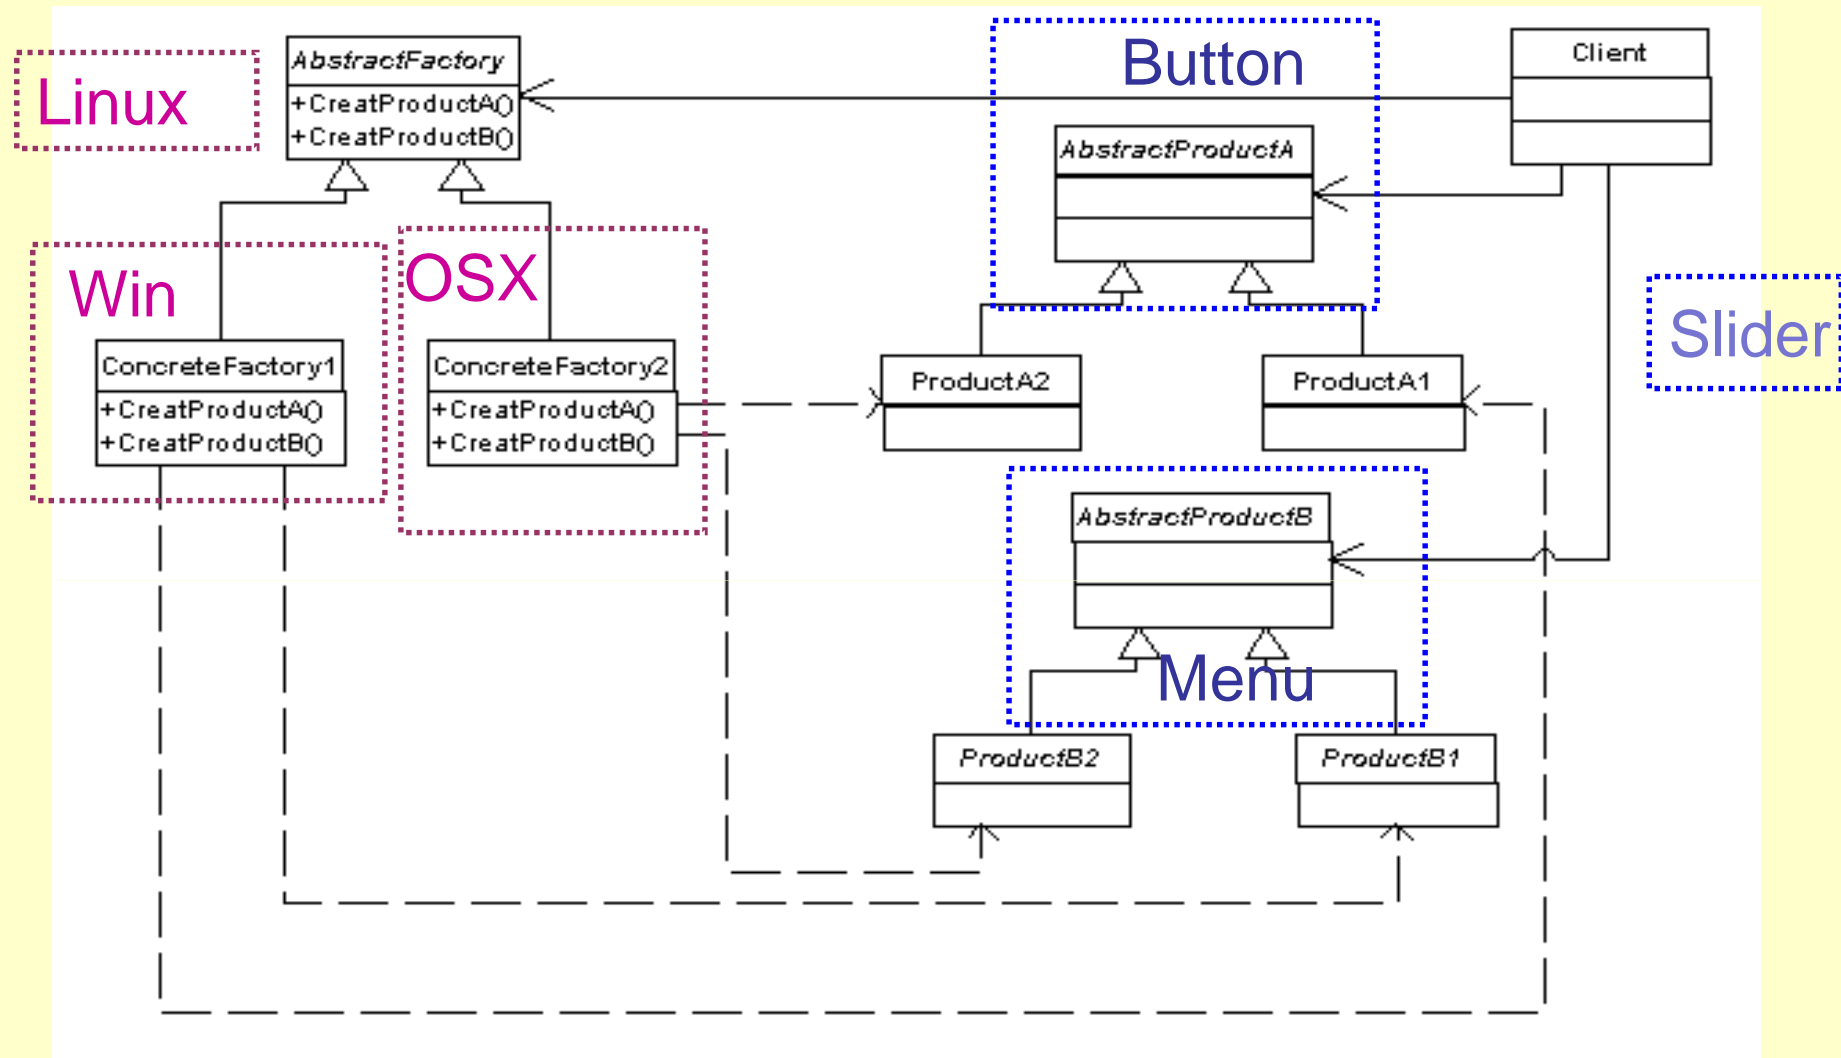 Linux
AbstractFactory
+CreatProductA()
+CreatProductB()
Button
AbstractProductA
Client
Win
OSX
Slider
ConcreteFactory1
+CreatProductA()
+CreatProductB()
ConcreteFactory2
+CreatProductA()
+CreatProductB()
ProductA2
ProductA1
AbstractProductB
Menu
ProductB2
ProductB1